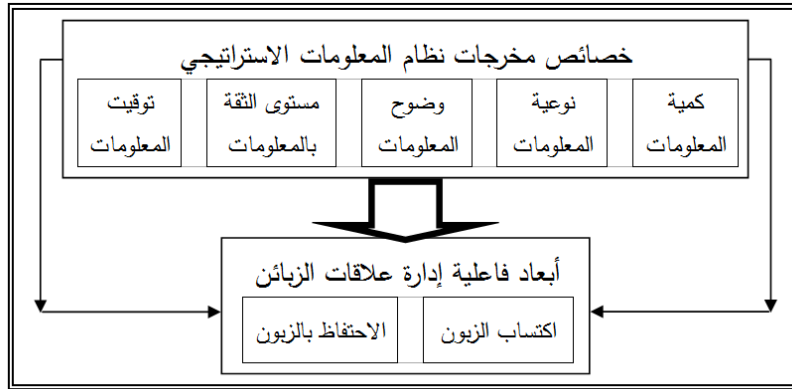 خصائص مخرجات نظام المعلومات الاستراتيجي
كمية
المعلومات
نوعية
المعلومات
وضوح
المعلومات
مستوى الثقة
بالمعلومات
توقيت
المعلومات
أبعاد فاعلية إدارة علاقات الزبائن
اكتساب الزبون
الاحتفاظ بالزبون